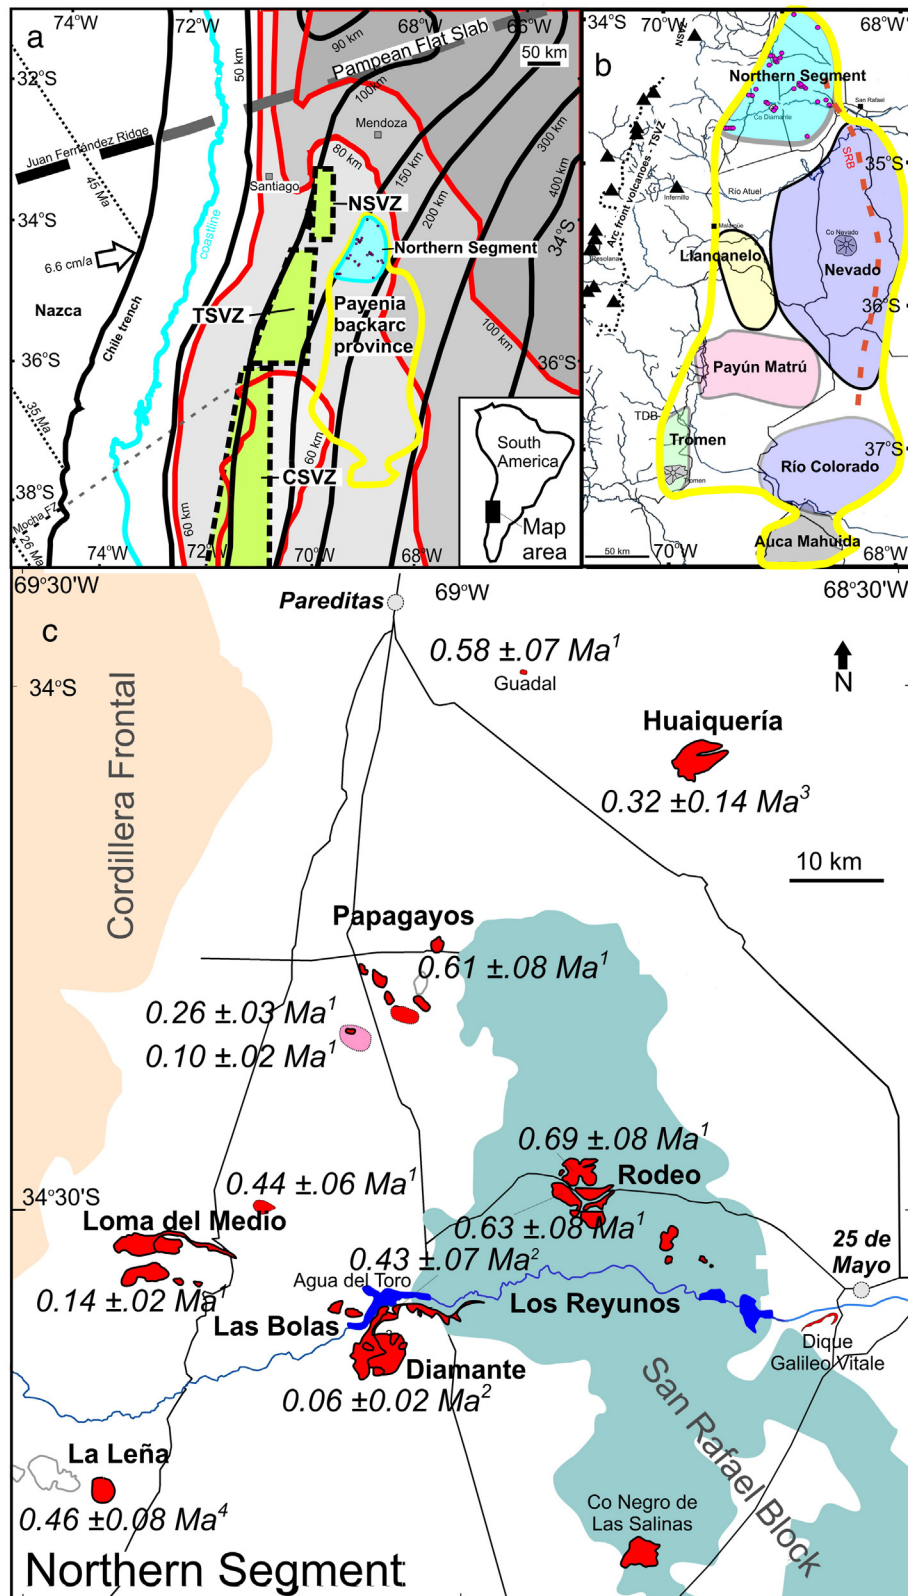 a
74°W
72°W
70°W
68°W
66°W
32°S
34°S
36°S
38°S
50 km
90 km
Pampean Flat Slab
50 km
100km
Mendoza
Juan Fernández Ridge
45 Ma
80 km
150 km
300 km
Santiago
200 km
400 km
NSVZ
34°S
coastline
Northern Segment
6.6 cm/a
Nazca
Chile trench
TSVZ
Payenia
backarc
province
100 km
36°S
35 Ma
60 km
South
America
CSVZ
Mocha FZ
26 Ma
60 km
Map
area
74°W
72°W
70°W
68°W
b
34°S
70°W
68°W
NSVZ
Northern Segment
San Rafael
Co Diamante
Arc front volcanoes - TSVZ
SRB
35°S
Río Atuel
Infernillo
Malargüe
Co Nevado
Llancanelo
Nevado
36°S
Payún Matrú
TDB
Tromen
37°S
Río Colorado
Tromen
Auca Mahuida
50 km
70°W
68°W
69°30'W
69°W
68°30'W
c
Pareditas
0.58 ±.07 Ma1
Guadal
N
34°S
Cordillera Frontal
Huaiquería
0.32 ±0.14 Ma3
10 km
Papagayos
0.61 ±.08 Ma1
0.26 ±.03 Ma1
0.10 ±.02 Ma1
0.69 ±.08 Ma1
Rodeo
0.44 ±.06 Ma1
34°30'S
Loma del Medio
0.63 ±.08 Ma1
25 de
Mayo
0.43 ±.07 Ma2
Agua del Toro
0.14 ±.02 Ma1
Las Bolas
Los Reyunos
Dique
Galileo Vitale
Diamante
0.06 ±0.02 Ma2
San Rafael Block
La Leña
0.46 ±0.08 Ma4
Co Negro de
Las Salinas
Northern Segment